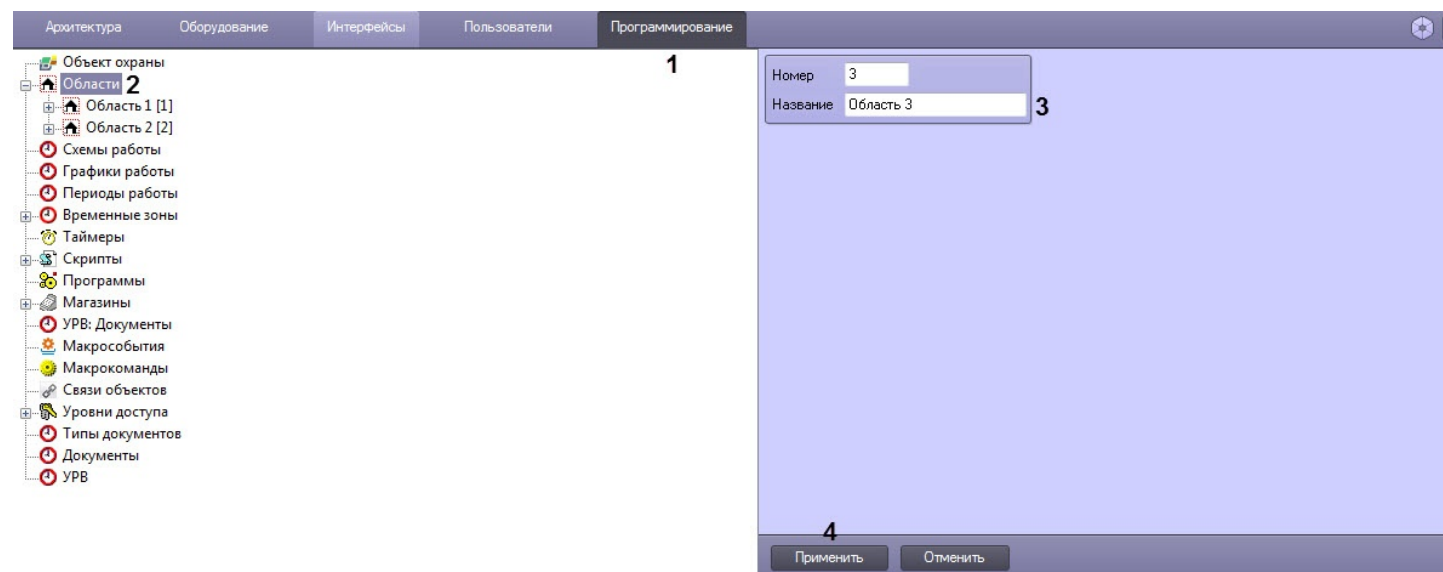 Архитектура Оборудование Интерфейсы Пользователи Программирование
1
Объект охраны
Области 2
Область 1 [1]
Область 2 [2]
Схемы работы
Графики работы
Периоды работы
Временные зоны
Таймеры
Скрипты
Программы
Магазины
УРВ: Документы
Макрособытия
Макрокоманды
Связи объектов
Уровни доступа
Типы документов
Документы
УРВ
Номер 3
Название Область 3
3
4
Применить Отменить